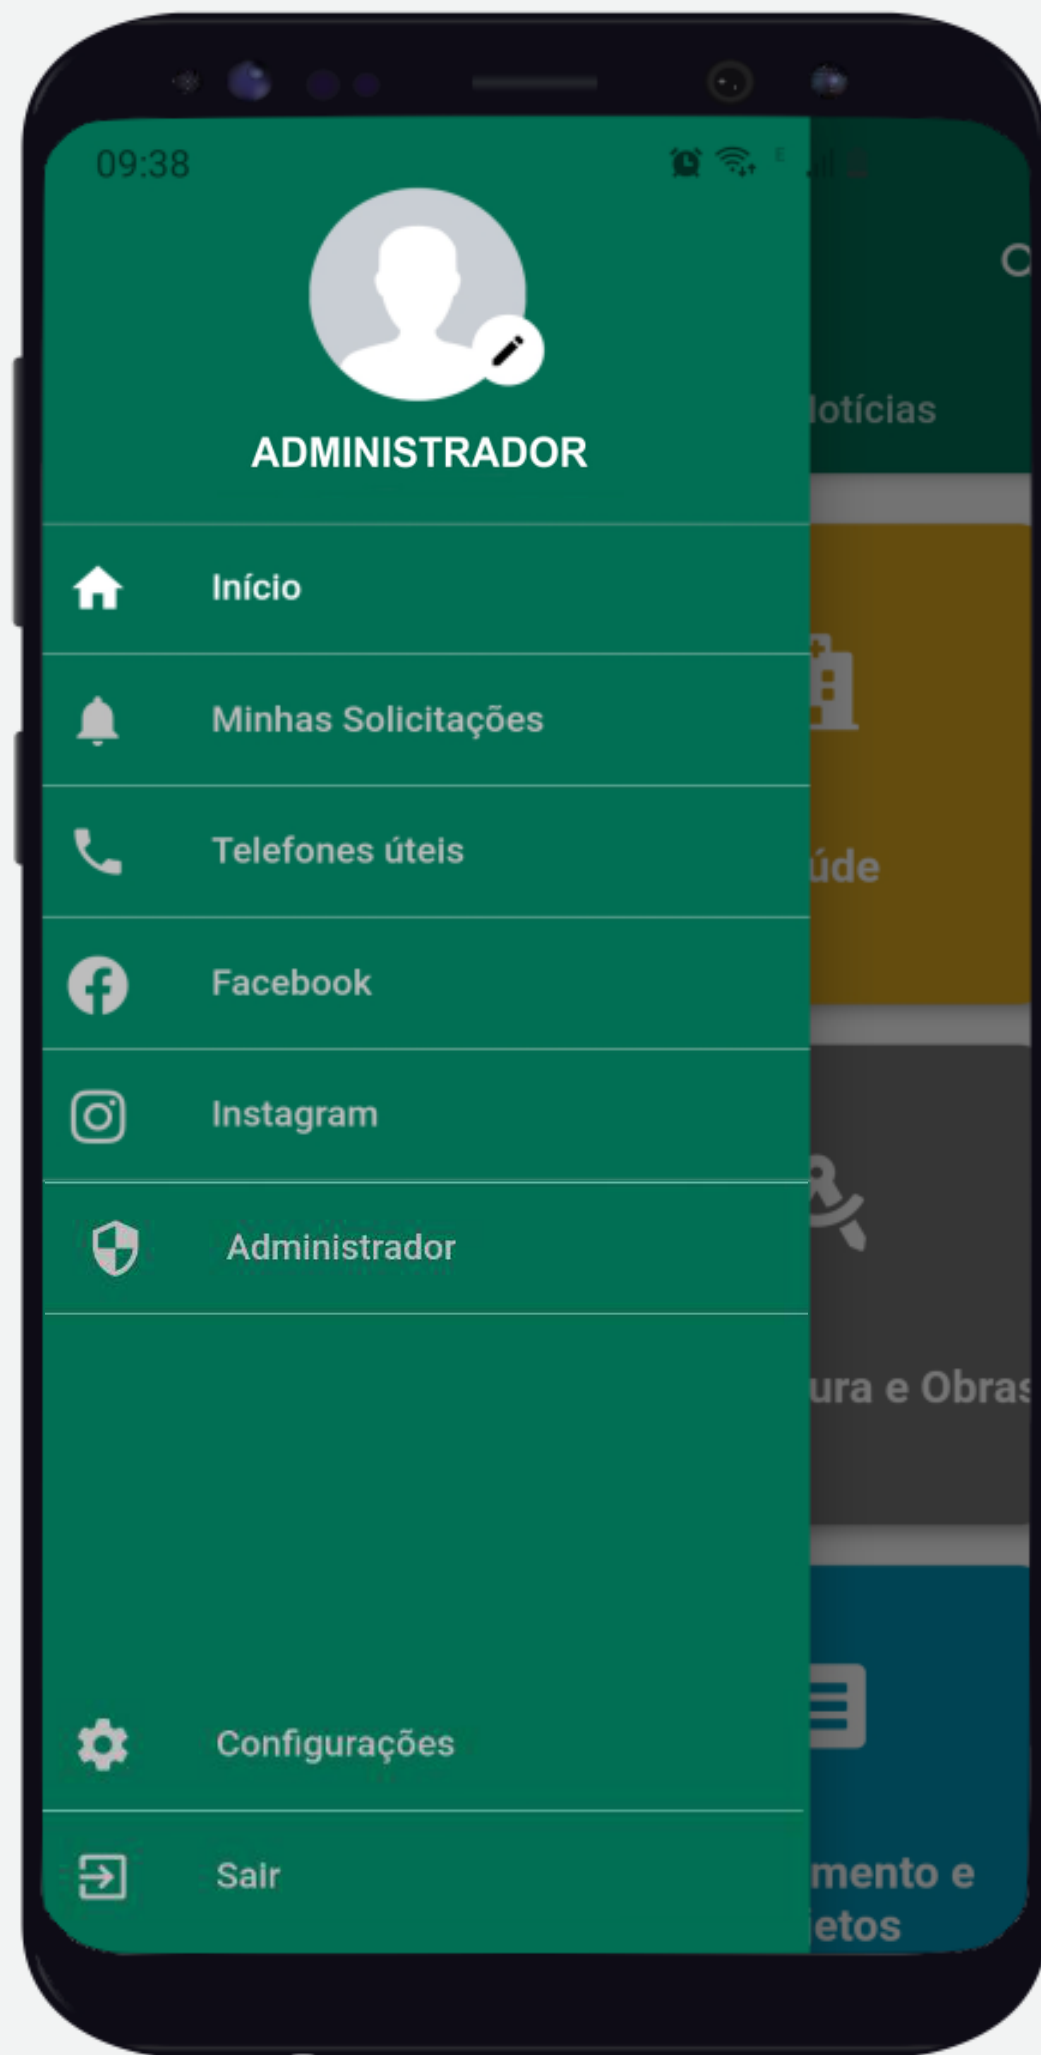 09:38
E
ADMINISTRADOR
Início
Minhas Solicitações
Telefones úteis
Facebook
Instagram
Administrador
Configurações
Sair
lotícias
úde
ura e Obras
mento e
etos